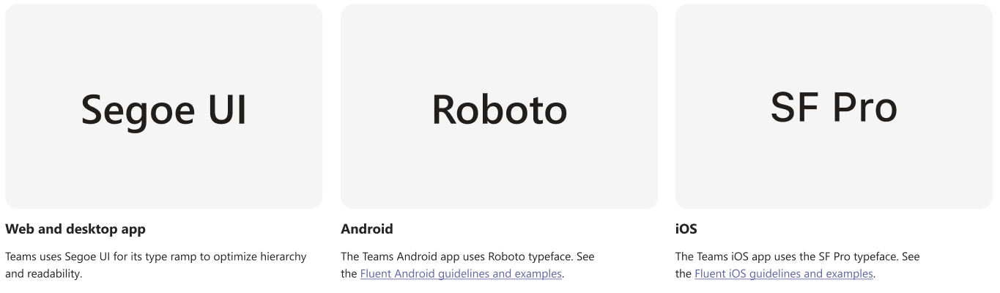 Segoe UI
Web and desktop app
Teams uses Segoe UI for its type ramp to optimize hierarchy
and readability.
Roboto
Android
The Teams Android app uses Roboto typeface. See
the Fluent Android guidelines and examples.
SF Pro
iOS
The Teams iOS app uses the SF Pro typeface. See
the Fluent iOS guidelines and examples.